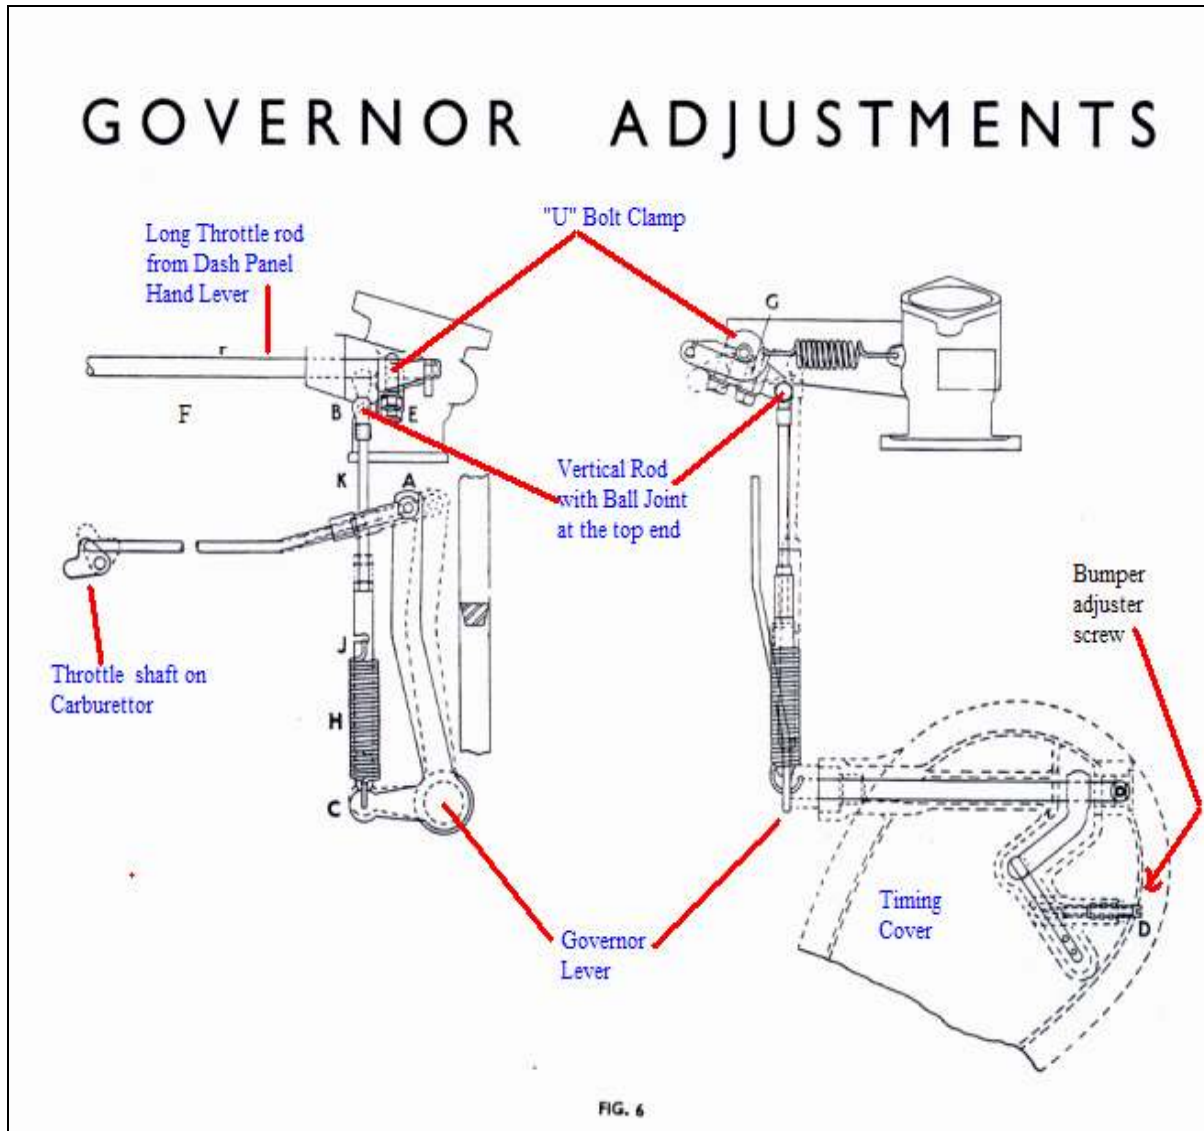 GOVERNOR ADJUSTMENTS
"U" Bolt Clamp
Long Throttle rod
from Dash Panel
Hand Lever
G
r
F
B
E
K
A
Vertical Rod
with Ball Joint
at the top end
Bumper
adjuster
screw
J
Throttle shaft on
Carburettor
H
C
Timing
Cover
D
Governor
Lever
FIG. 6